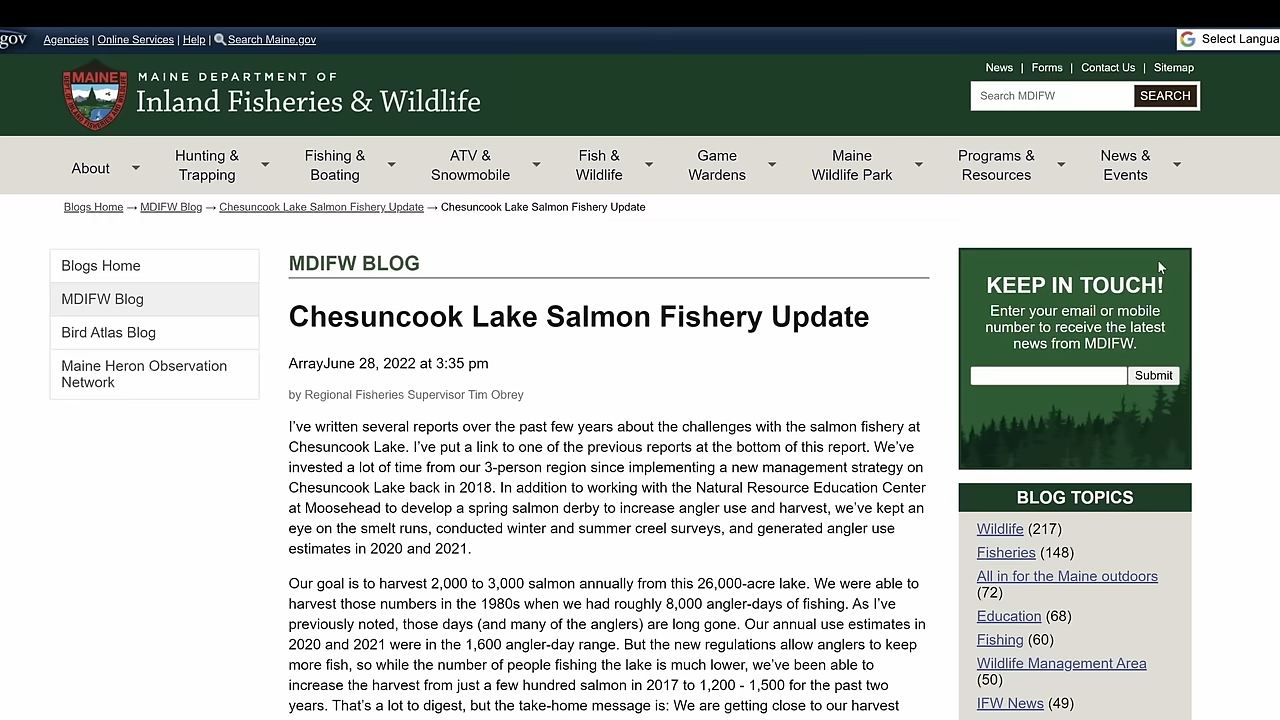 gov Agencies | Online Services | Help | Search Maine.gov
Select Langua
MAINE
MAINE DEPARTMENT OF
Inland Fisheries & Wildlife
News | Forms | Contact Us | Sitemap
Search MDIFW SEARCH
About
Hunting & Trapping
Fishing & Boating
ATV & Snowmobile
Fish & Wildlife
Game Wardens
Maine Wildlife Park
Programs & Resources
News & Events
Blogs Home → MDIFW Blog → Chesuncook Lake Salmon Fishery Update → Chesuncook Lake Salmon Fishery Update
Blogs Home
MDIFW Blog
Bird Atlas Blog
Maine Heron Observation
Network
MDIFW BLOG
Chesuncook Lake Salmon Fishery Update
ArrayJune 28, 2022 at 3:35 pm
by Regional Fisheries Supervisor Tim Obrey
I've written several reports over the past few years about the challenges with the salmon fishery at
Chesuncook Lake. I've put a link to one of the previous reports at the bottom of this report. We've
invested a lot of time from our 3-person region since implementing a new management strategy on
Chesuncook Lake back in 2018. In addition to working with the Natural Resource Education Center
at Moosehead to develop a spring salmon derby to increase angler use and harvest, we've kept an
eye on the smelt runs, conducted winter and summer creel surveys, and generated angler use
estimates in 2020 and 2021.
Our goal is to harvest 2,000 to 3,000 salmon annually from this 26,000-acre lake. We were able to
harvest those numbers in the 1980s when we had roughly 8,000 angler-days of fishing. As I've
previously noted, those days (and many of the anglers) are long gone. Our annual use estimates in
2020 and 2021 were in the 1,600 angler-day range. But the new regulations allow anglers to keep
more fish, so while the number of people fishing the lake is much lower, we've been able to
increase the harvest from just a few hundred salmon in 2017 to 1,200 - 1,500 for the past two
years. That's a lot to digest, but the take-home message is: We are getting close to our harvest
KEEP IN TOUCH!
Enter your email or mobile
number to receive the latest
news from MDIFW.
Submit
BLOG TOPICS
Wildlife (217)
Fisheries (148)
All in for the Maine outdoors
(72)
Education (68)
Fishing (60)
Wildlife Management Area
(50)
IFW News (49)